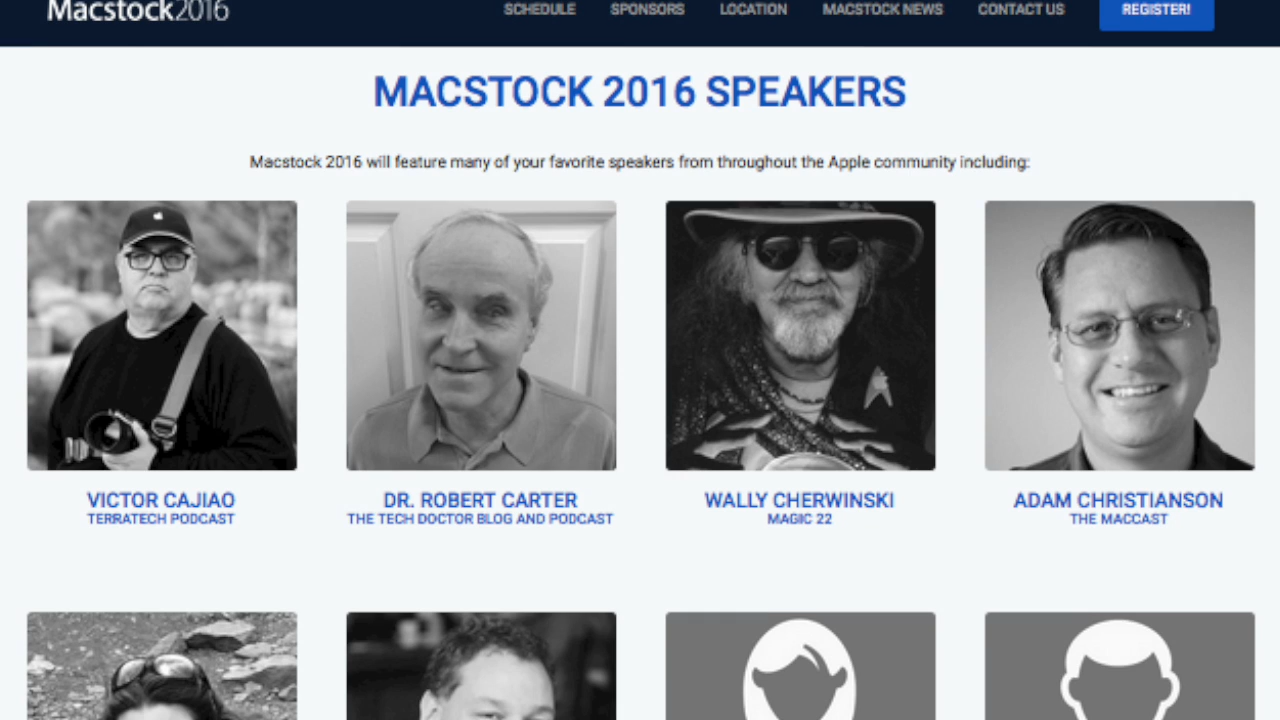 Macstock2016
SCHEDULE SPONSORS LOCATION MACSTOCK NEWS CONTACT US REGISTER!
MACSTOCK 2016 SPEAKERS
Macstock 2016 will feature many of your favorite speakers from throughout the Apple community including:
VICTOR CAJIAO DR. ROBERT CARTER WALLY CHERWINSKI ADAM CHRISTIANSON
TERRATECH PODCAST THE TECH DOCTOR BLOG AND PODCAST MAGIC 22 THE MACCAST